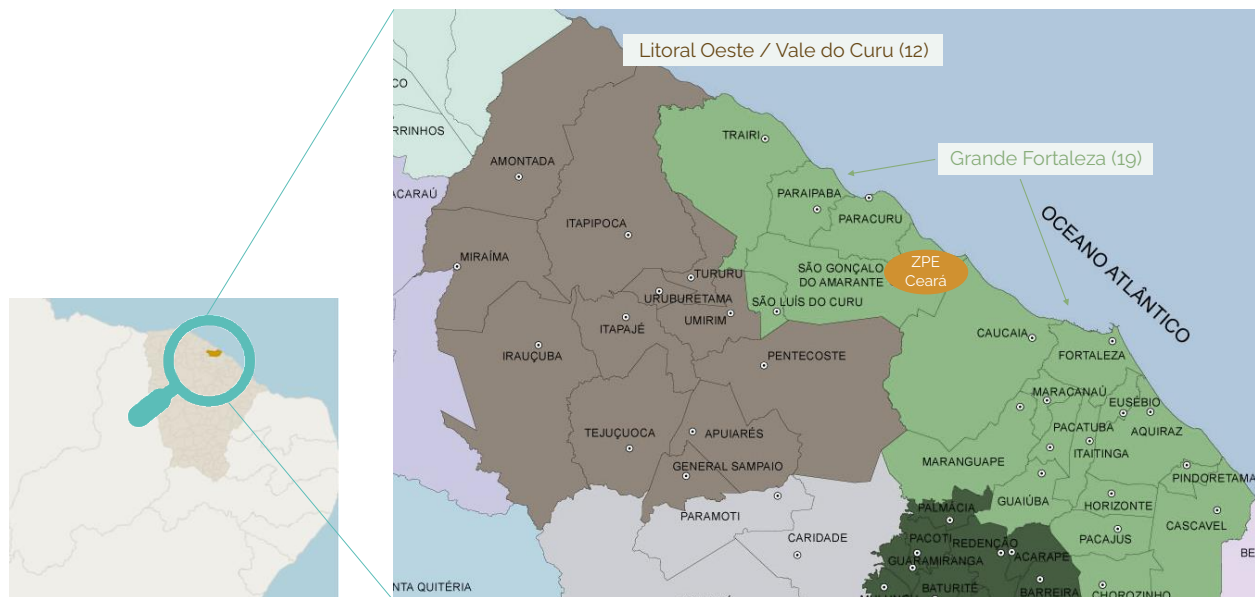 Litoral Oeste / Vale do Curu (12)
Grande Fortaleza (19)
OCEANO ATLÂNTICO
ZPE
Ceará
RRINHOS
ACARAÚ
AMONTADA
TRAIRI
PARAIPABA
PARACURU
ITAPIPOCA
MIRAÍMA
SÃO GONÇALO
DO AMARANTE
TURURU
URUBURETAMA
SÃO LUÍS DO CURU
UMIRIM
ITAPAJÉ
IRAUÇUBA
PENTECOSTE
CAUCAIA
FORTALEZA
MARACANAÚ
EUSÉBIO
PACATUBA
AQUIRAZ
ITAITINGA
TEJUÇUOCA
APUIARÉS
GENERAL SAMPAIO
MARANGUAPE
PINDORETAMA
GUAIÚBA
HORIZONTE
CASCAVEL
PALMÁCIA
PARAMOTI
CARIDADE
PACOTI
REDENÇÃO
ACARAPE
PACAJUS
GUARAMIRANGA
BATURITÉ
BARREIRA
CHOROZINHO
NTA QUITÉRIA
BE